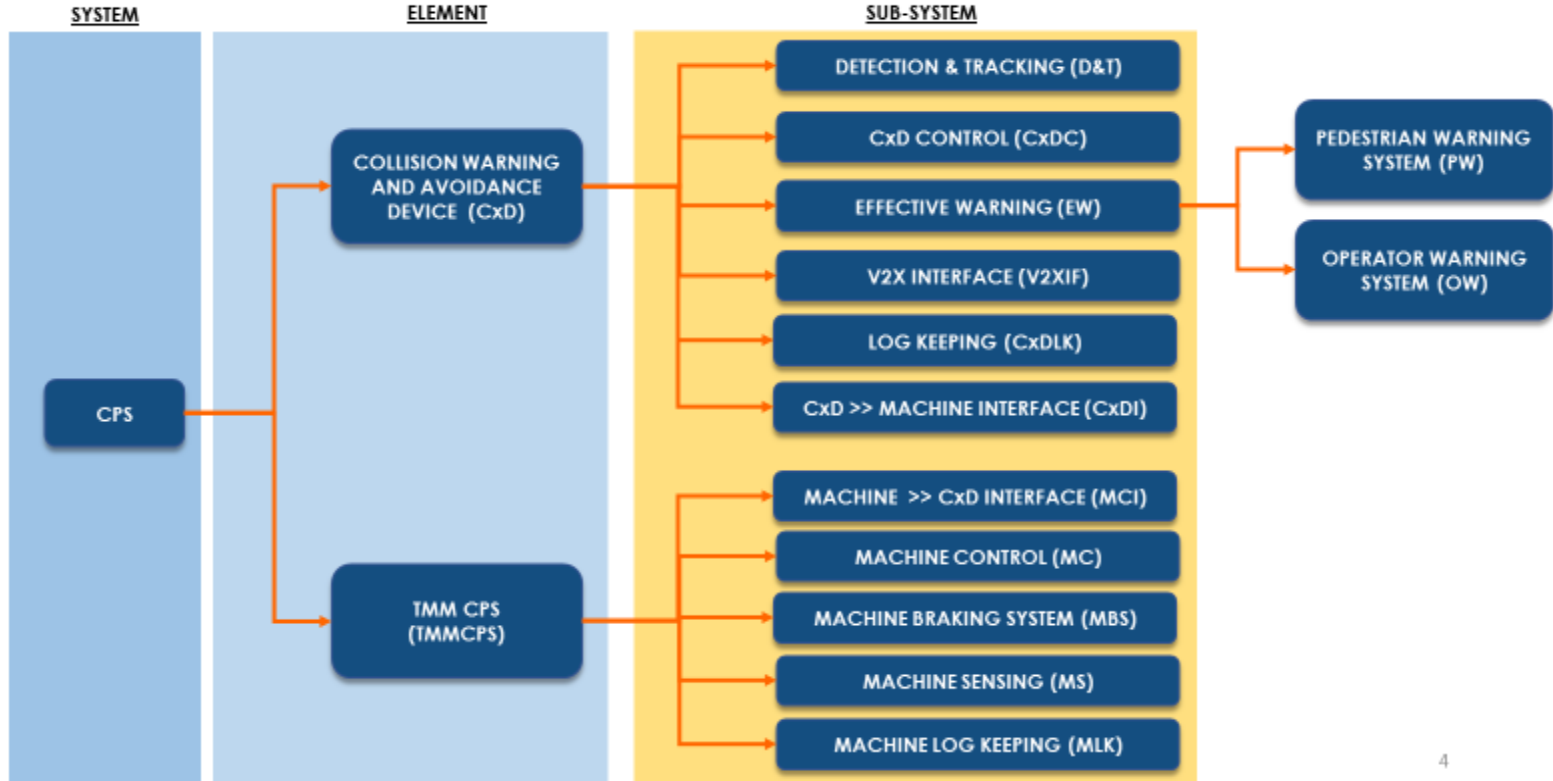 SYSTEM
ELEMENT
SUB-SYSTEM
CPS
COLLISION WARNING
AND AVOIDANCE
DEVICE (CxD)
TMM CPS
(TMMCPS)
DETECTION & TRACKING (D&T)
CxD CONTROL (CxDC)
EFFECTIVE WARNING (EW)
V2X INTERFACE (V2XIF)
LOG KEEPING (CxDLK)
CxD >> MACHINE INTERFACE (CxDI)
MACHINE >> CxD INTERFACE (MCI)
MACHINE CONTROL (MC)
MACHINE BRAKING SYSTEM (MBS)
MACHINE SENSING (MS)
MACHINE LOG KEEPING (MLK)
PEDESTRIAN WARNING
SYSTEM (PW)
OPERATOR WARNING
SYSTEM (OW)
4